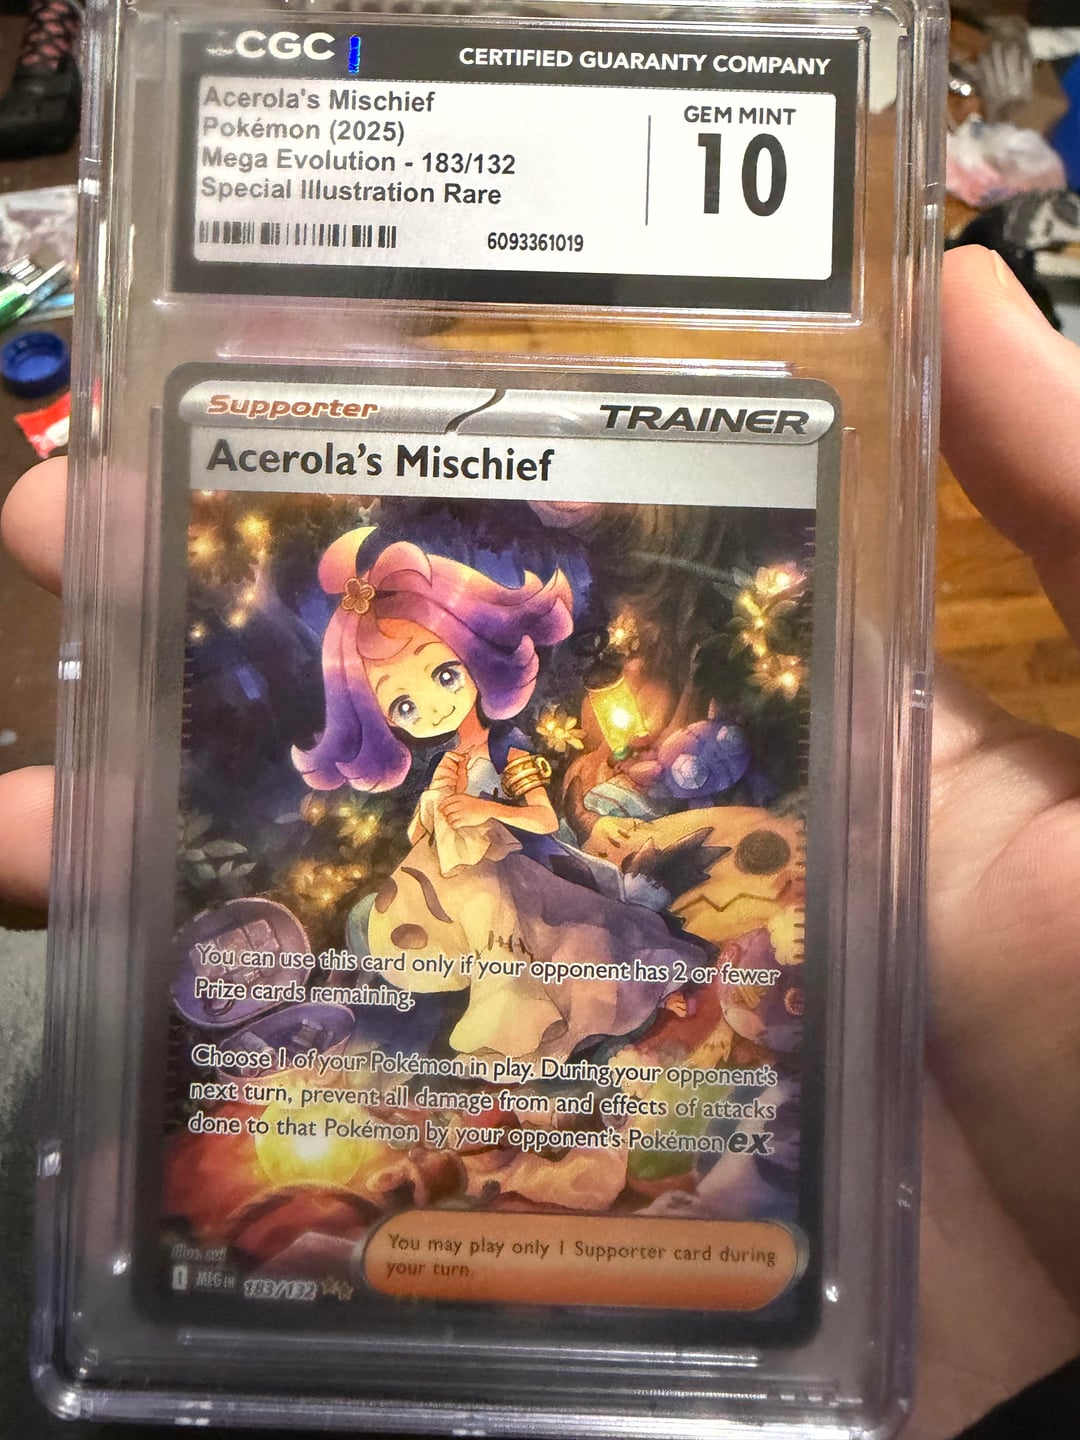 CGC
CERTIFIED GUARANTY COMPANY
Acerola's Mischief
Pokémon (2025)
Mega Evolution - 183/132
Special Illustration Rare
GEM MINT
10
6093361019
Supporter
TRAINER
Acerola's Mischief
You can use this card only if your opponent has 2 or fewer
Prize cards remaining.
Choose 1 of your Pokémon in play. During your opponent's
next turn, prevent all damage from and effects of attacks
done to that Pokémon by your opponent's Pokémon ex.
You may play only 1 Supporter card during
your turn.
Illus. cvi
I MEG EN 183/132